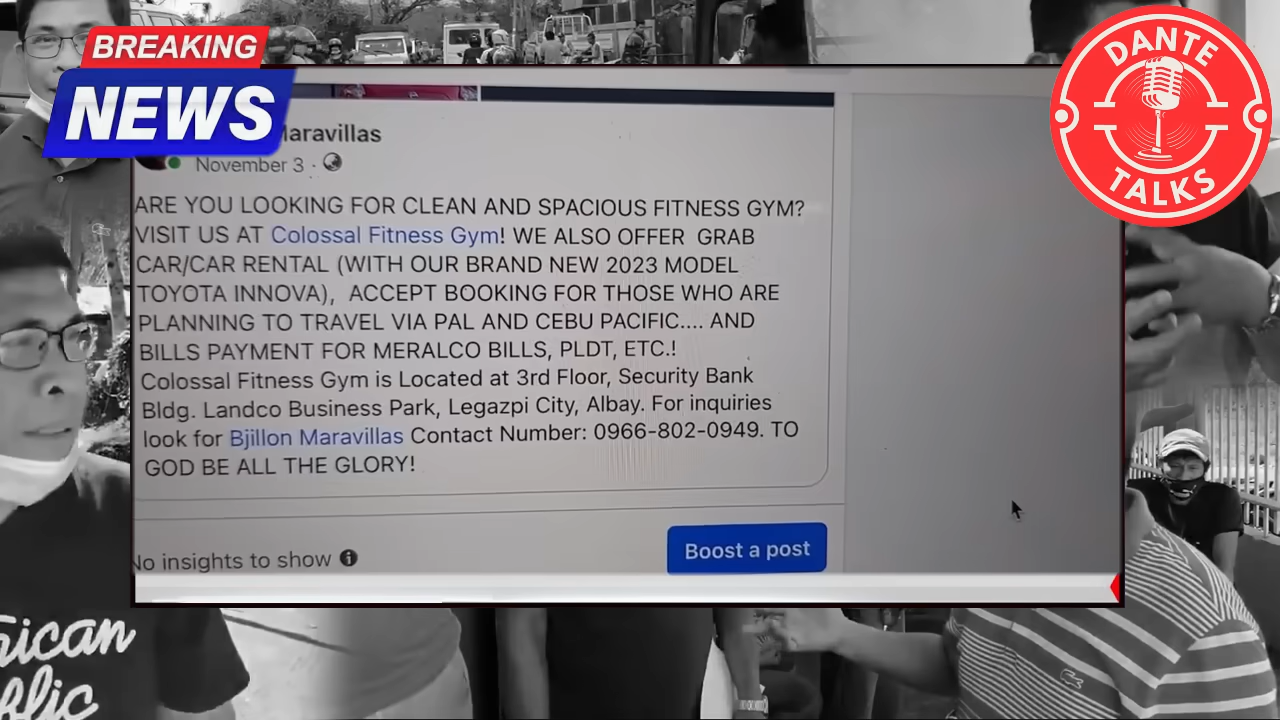 BREAKING
NEWS
DANTE
TALKS
Maravillas
November 3 ·
ARE YOU LOOKING FOR CLEAN AND SPACIOUS FITNESS GYM?
VISIT US AT Colossal Fitness Gym! WE ALSO OFFER GRAB
CAR/CAR RENTAL (WITH OUR BRAND NEW 2023 MODEL
TOYOTA INNOVA), ACCEPT BOOKING FOR THOSE WHO ARE
PLANNING TO TRAVEL VIA PAL AND CEBU PACIFIC.... AND
BILLS PAYMENT FOR MERALCO BILLS, PLDT, ETC.!
Colossal Fitness Gym is Located at 3rd Floor, Security Bank
Bldg. Landco Business Park, Legazpi City, Albay. For inquiries
look for Bjillon Maravillas Contact Number: 0966-802-0949. TO
GOD BE ALL THE GLORY!
No insights to show
Boost a post